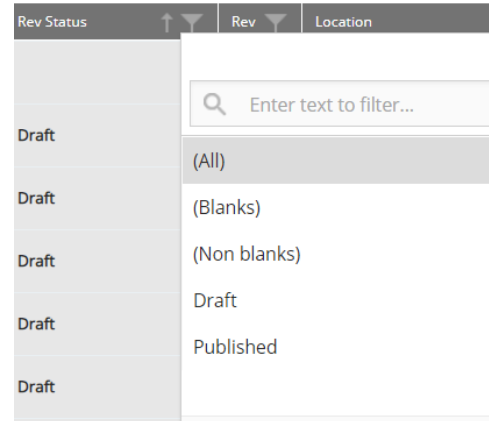 Rev Status Rev Location
Enter text to filter...
Draft
(All)
Draft
(Blanks)
Draft
(Non blanks)
Draft
Draft
Published
Draft